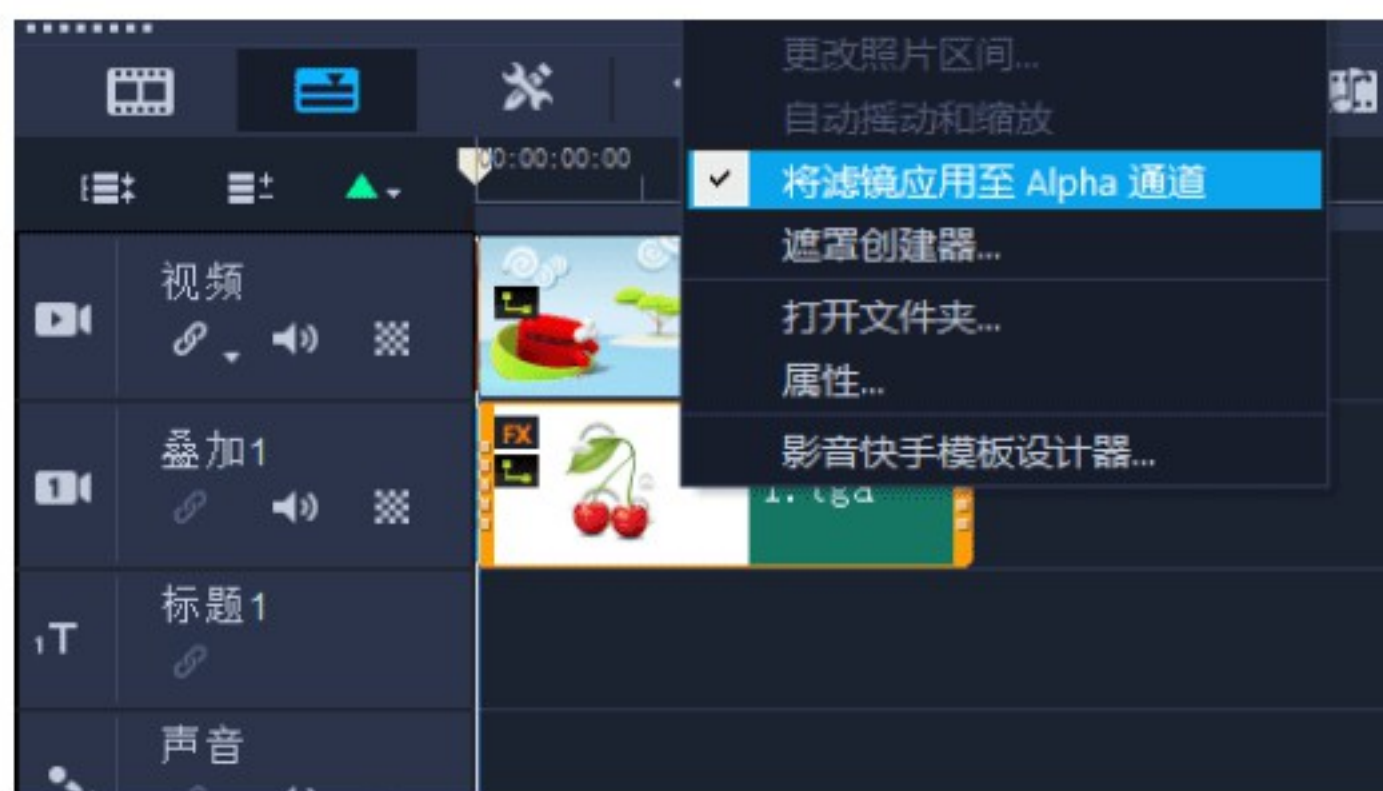 更改照片区间...
自动摇动和缩放
00:00:00:00
将滤镜应用至 Alpha 通道
遮罩创建器...
打开文件夹...
属性...
影音快手模板设计器...
视频
叠加1
1
FX
1.tga
标题1
1T
声音